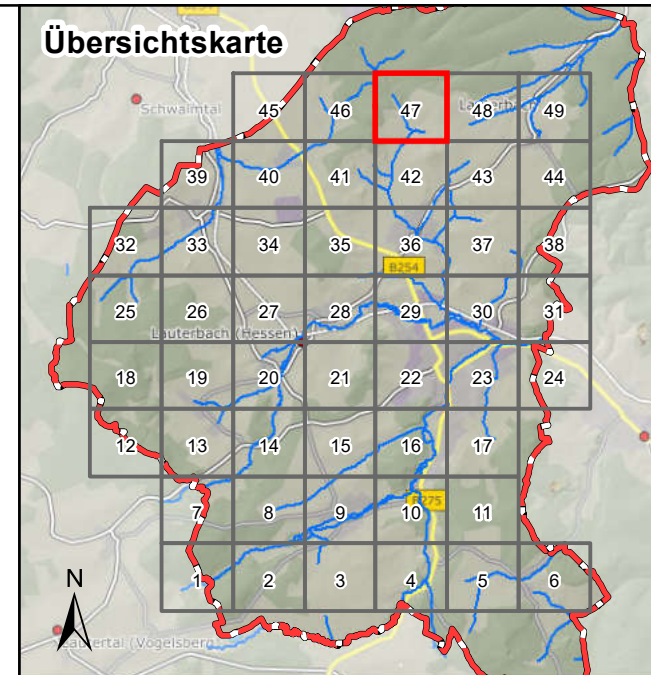 Übersichtskarte
Schwalmtal
45 46 47 48 49
39 40 41 42 43 44
32 33 34 35 36 37 38
B254
25 26 27 28 29 30 31
Lauterbach (Hessen)
18 19 20 21 22 23 24
12 13 14 15 16 17
7 8 9 10 11
B275
N
1 2 3 4 5 6
Lautertal (Vogelsberg)